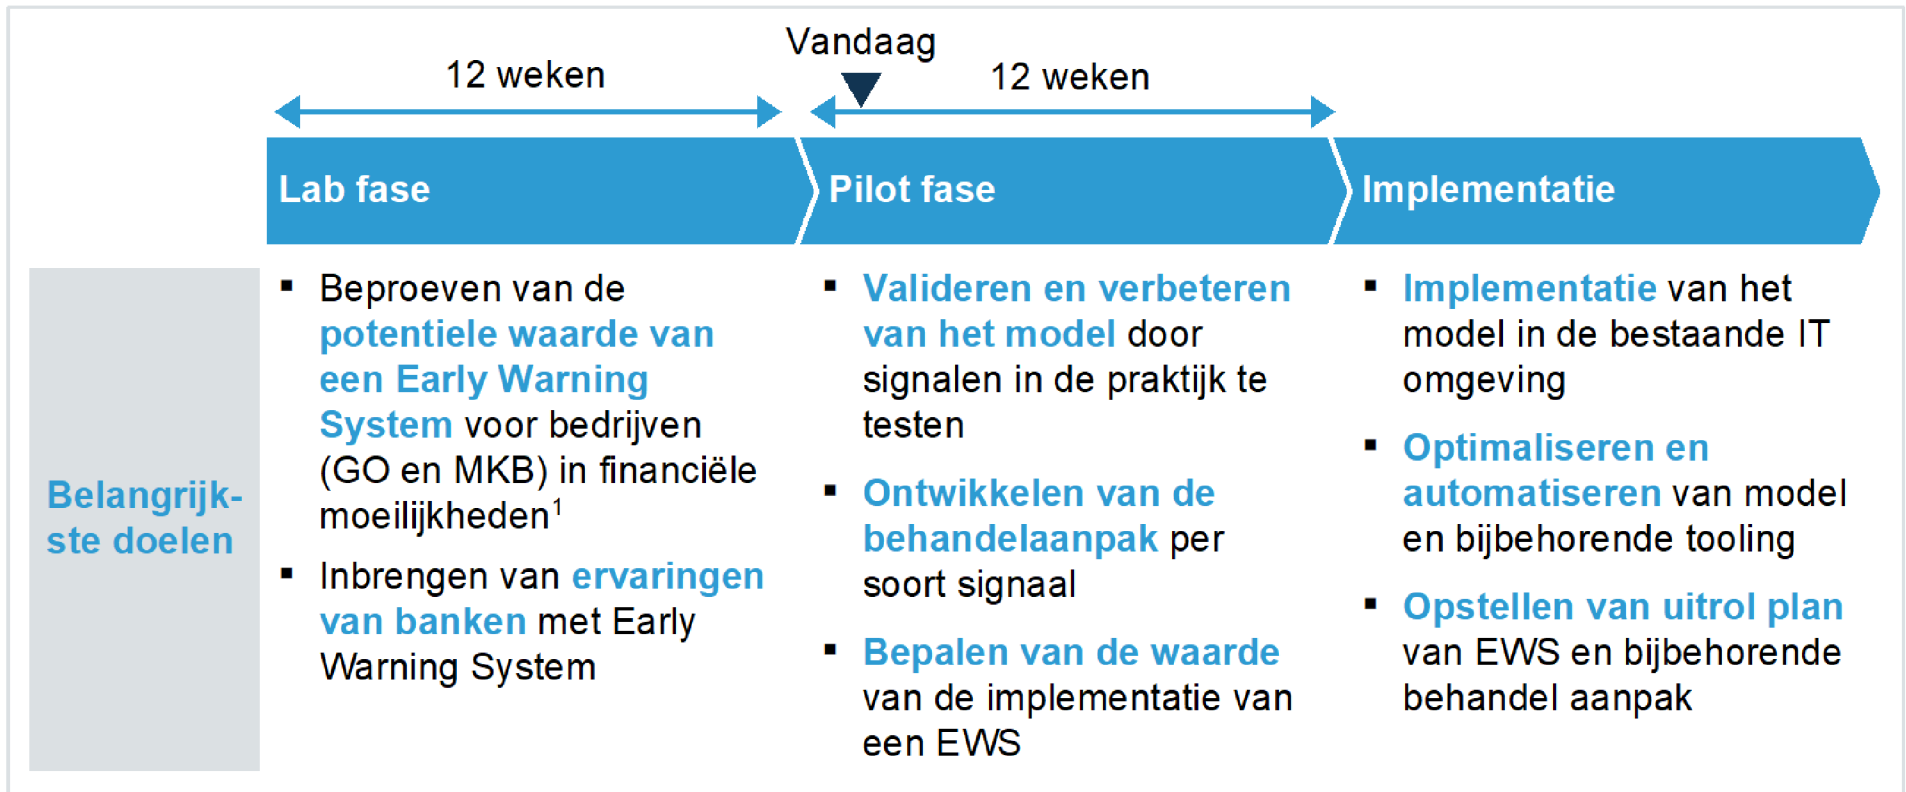 Vandaag
12 weken
12 weken
Lab fase
Pilot fase
Implementatie
Belangrijk-
ste doelen
▪ Beproeven van de
potentiele waarde van
een Early Warning
System voor bedrijven
(GO en MKB) in financiële
moeilijkheden¹
▪ Inbrengen van ervaringen
van banken met Early
Warning System
▪ Valideren en verbeteren
van het model door
signalen in de praktijk te
testen
▪ Ontwikkelen van de
behandelaanpak per
soort signaal
▪ Bepalen van de waarde
van de implementatie van
een EWS
▪ Implementatie van het
model in de bestaande IT
omgeving
▪ Optimaliseren en
automatiseren van model
en bijbehorende tooling
▪ Opstellen van uitrol plan
van EWS en bijbehorende
behandel aanpak